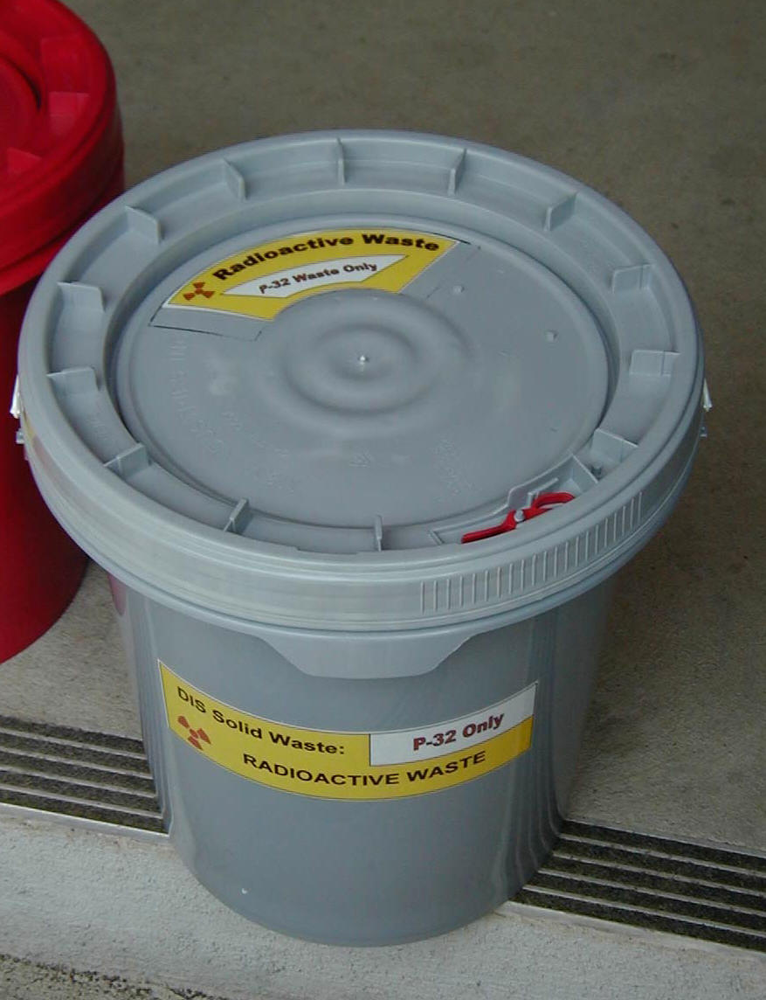 Radioactive Waste
P-32 Waste Only
DIS Solid Waste:
P-32 Only
RADIOACTIVE WASTE